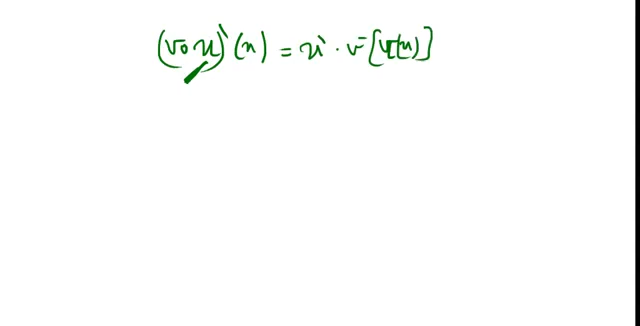 (v∘u)'(x) = u' · v'[u(x)]